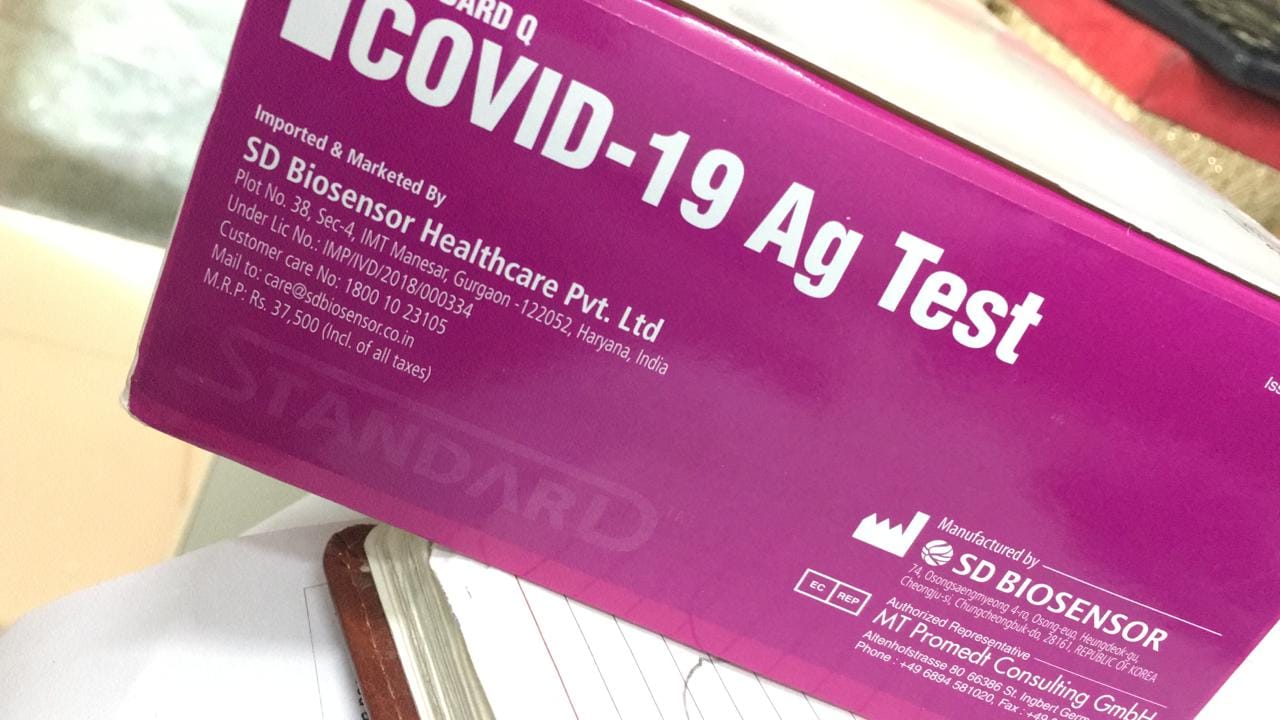 DARD Q
COVID-19 Ag Test
Imported & Marketed By
SD Biosensor Healthcare Pvt. Ltd
Plot No. 38, Sec-4, IMT Manesar, Gurgaon -122052, Haryana, India
Under Lic No.: IMP/IVD/2018/000334
Customer care No: 1800 10 23105
Mail to: care@sdbiosensor.co.in
M.R.P: Rs. 37,500 (Incl. of all taxes)
STANDARD
Manufactured by
SD BIOSENSOR
74, Osongsaengmyeong 4-ro, Osong-eup, Heungdeok-gu,
Cheongju-si, Chungcheongbuk-do, 28161, REPUBLIC OF KOREA
EC REP
Authorized Representative
MT Promedt Consulting GmbH
Altenhofstrasse 80 66386 St. Ingbert Germ
Phone : +49 6894 581020, Fax : +49